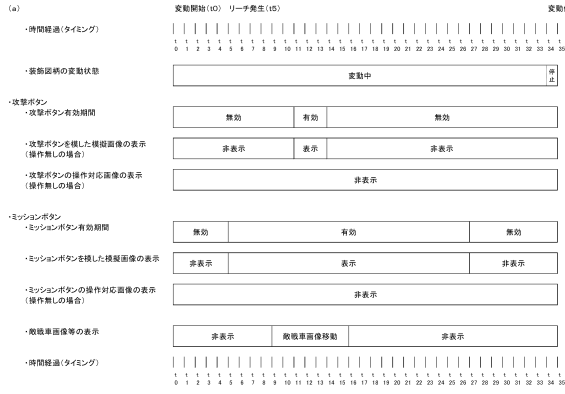 (a)
変動開始(t0) リーチ発生(t5) 変動
・時間経過(タイミング)
t t t t t t t t t t t t t t t t t t t t t t t t t t t t t t t t t t t t
0 1 2 3 4 5 6 7 8 9 10 11 12 13 14 15 16 17 18 19 20 21 22 23 24 25 26 27 28 29 30 31 32 33 34 35
・装飾図柄の変動状態
変動中 停止
・攻撃ボタン
・攻撃ボタン有効期間
無効 有効 無効
・攻撃ボタンを模した模擬画像の表示
(操作無しの場合)
非表示 表示 非表示
・攻撃ボタンの操作対応画像の表示
(操作無しの場合)
非表示
・ミッションボタン
・ミッションボタン有効期間
無効 有効 無効
・ミッションボタンを模した模擬画像の表示
非表示 表示 非表示
・ミッションボタンの操作対応画像の表示
(操作無しの場合)
非表示
・敵戦車画像等の表示
非表示 敵戦車画像移動 非表示
・時間経過(タイミング)
t t t t t t t t t t t t t t t t t t t t t t t t t t t t t t t t t t t t
0 1 2 3 4 5 6 7 8 9 10 11 12 13 14 15 16 17 18 19 20 21 22 23 24 25 26 27 28 29 30 31 32 33 34 35